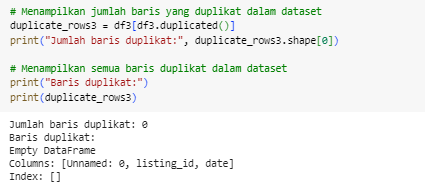 # Menampilkan jumlah baris yang duplikat dalam dataset
duplicate_rows3 = df3[df3.duplicated()]
print("Jumlah baris duplikat:", duplicate_rows3.shape[0])
# Menampilkan semua baris duplikat dalam dataset
print("Baris duplikat:")
print(duplicate_rows3)
Jumlah baris duplikat: 0
Baris duplikat:
Empty DataFrame
Columns: [Unnamed: 0, listing_id, date]
Index: []